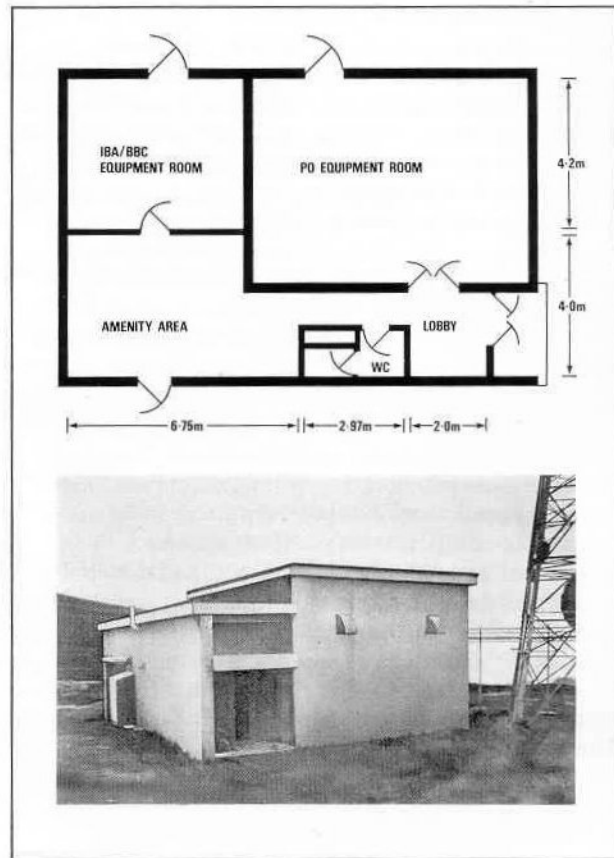 IBA/BBC
EQUIPMENT ROOM
PO EQUIPMENT ROOM
4·2m
AMENITY AREA
LOBBY
4·0m
WC
6·75m
2·97m
2·0m